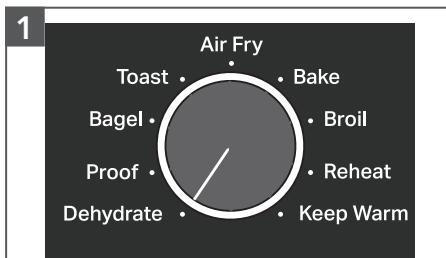 1
Air Fry
Toast
Bake
Bagel
Broil
Proof
Reheat
Dehydrate
Keep Warm